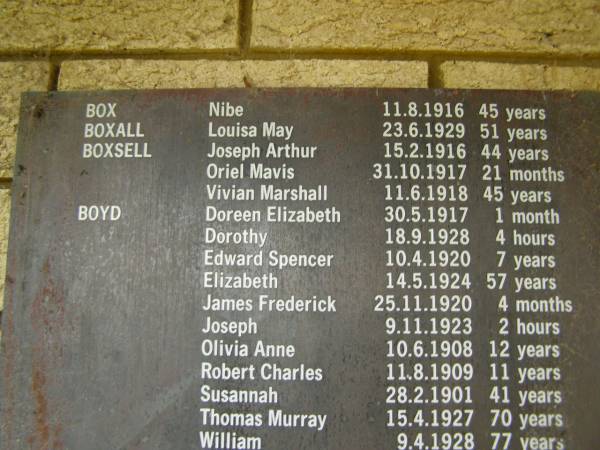 BOX Nibe 11.8.1916 45 years
BOXALL Louisa May 23.6.1929 51 years
BOXSELL Joseph Arthur 15.2.1916 44 years
Oriel Mavis 31.10.1917 21 months
Vivian Marshall 11.6.1918 45 years
BOYD Doreen Elizabeth 30.5.1917 1 month
Dorothy 18.9.1928 4 hours
Edward Spencer 10.4.1920 7 years
Elizabeth 14.5.1924 57 years
James Frederick 25.11.1920 4 months
Joseph 9.11.1923 2 hours
Olivia Anne 10.6.1908 12 years
Robert Charles 11.8.1909 11 years
Susannah 28.2.1901 41 years
Thomas Murray 15.4.1927 70 years
William 9.4.1928 77 years